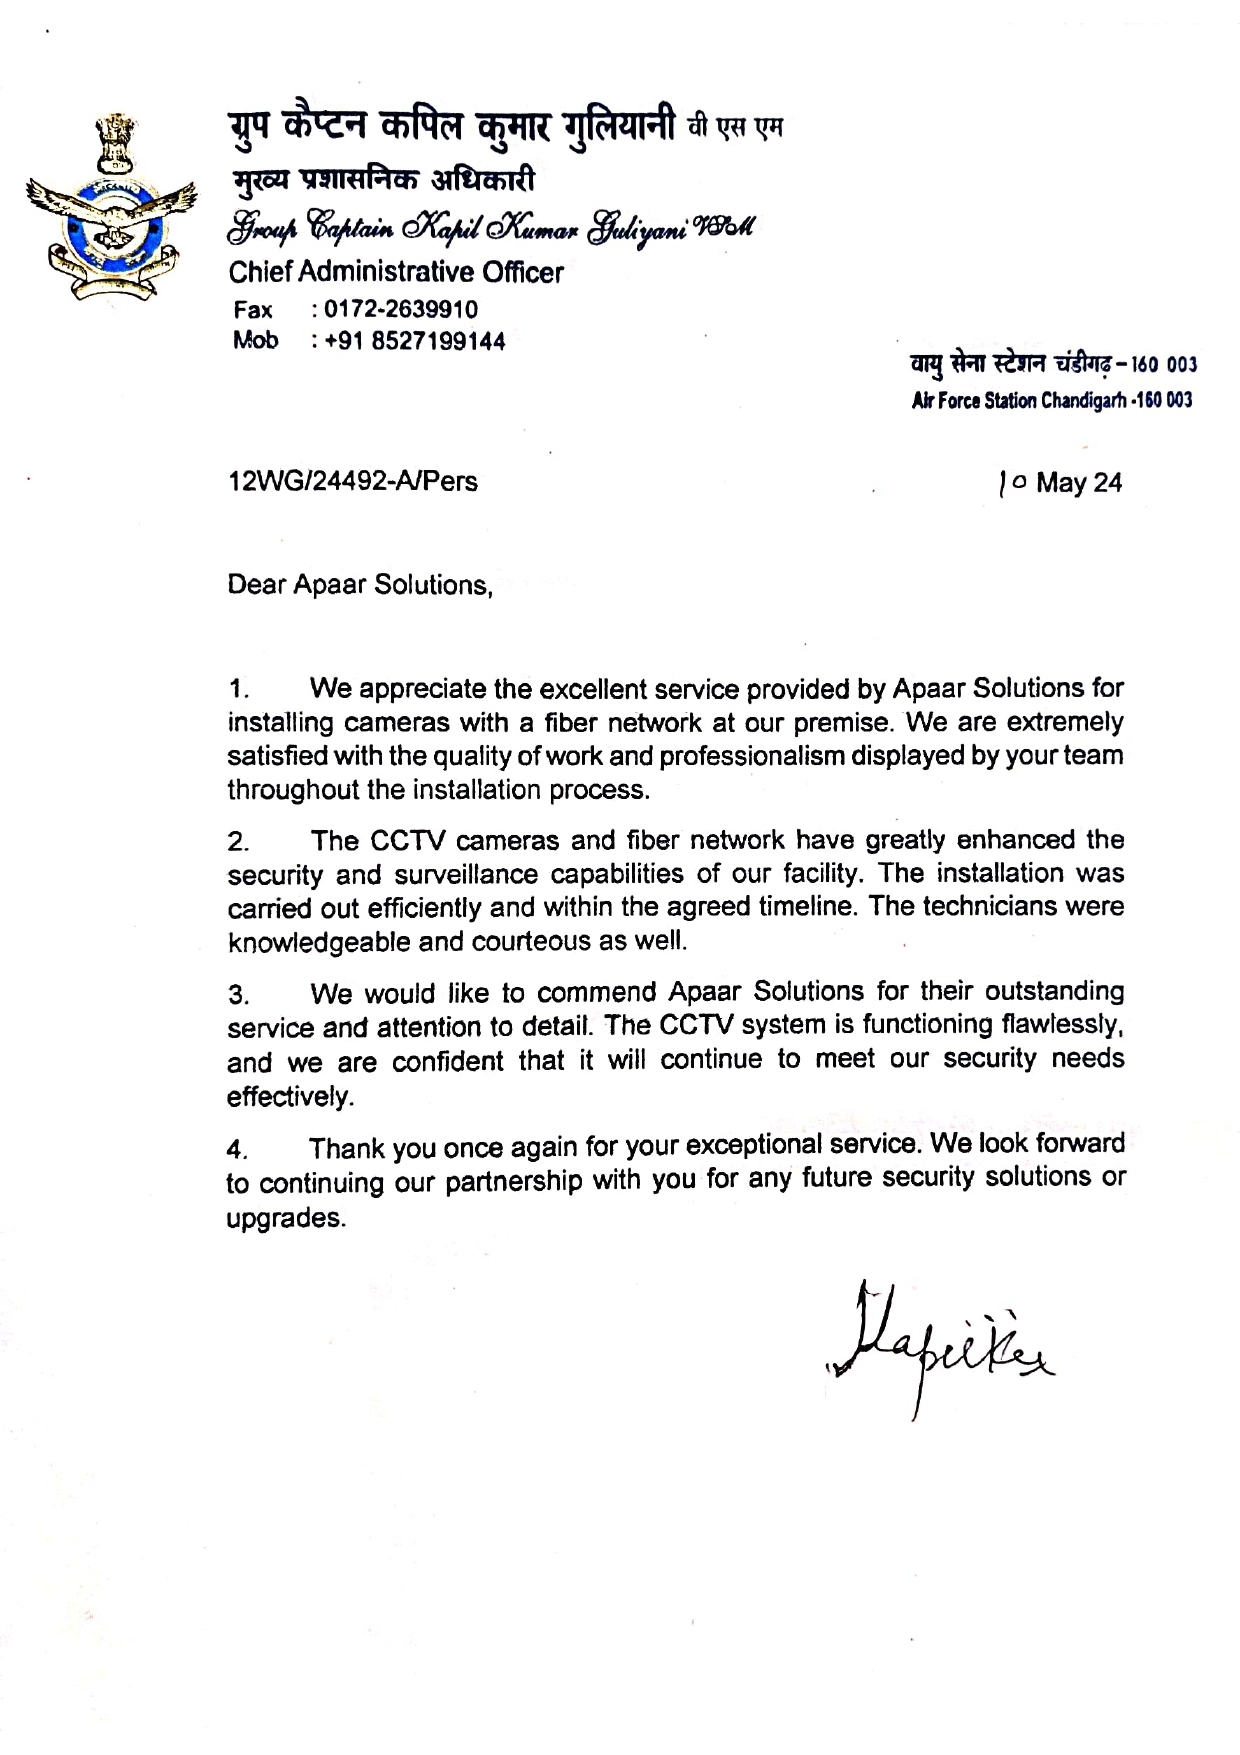 ग्रुप कैप्टन कपिल कुमार गुलियानी वी एस एम
मुख्य प्रशासनिक अधिकारी
Group Captain Kapil Kumar Guliyani VSM
Chief Administrative Officer
Fax : 0172-2639910
Mob : +91 8527199144
वायु सेना स्टेशन चंडीगढ़ - 160 003
Air Force Station Chandigarh -160 003
12WG/24492-A/Pers 10 May 24
Dear Apaar Solutions,
1. We appreciate the excellent service provided by Apaar Solutions for
installing cameras with a fiber network at our premise. We are extremely
satisfied with the quality of work and professionalism displayed by your team
throughout the installation process.
2. The CCTV cameras and fiber network have greatly enhanced the
security and surveillance capabilities of our facility. The installation was
carried out efficiently and within the agreed timeline. The technicians were
knowledgeable and courteous as well.
3. We would like to commend Apaar Solutions for their outstanding
service and attention to detail. The CCTV system is functioning flawlessly,
and we are confident that it will continue to meet our security needs
effectively.
4. Thank you once again for your exceptional service. We look forward
to continuing our partnership with you for any future security solutions or
upgrades.